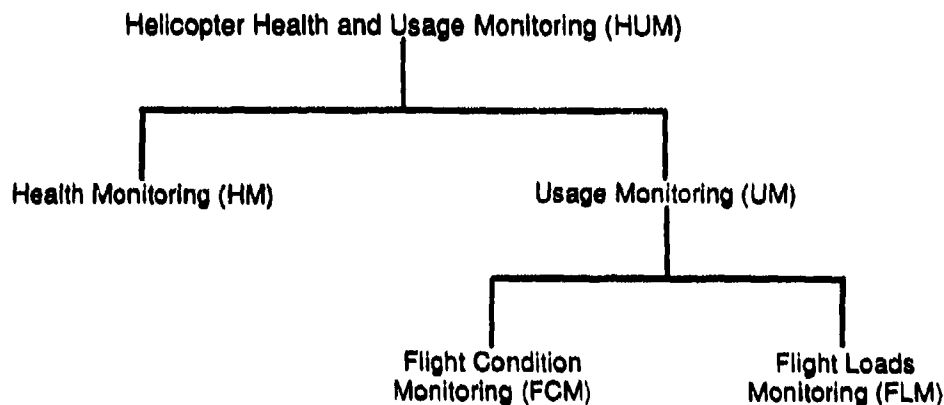 Helicopter Health and Usage Monitoring (HUM)
Health Monitoring (HM)
Usage Monitoring (UM)
Flight Condition
Monitoring (FCM)
Flight Loads
Monitoring (FLM)